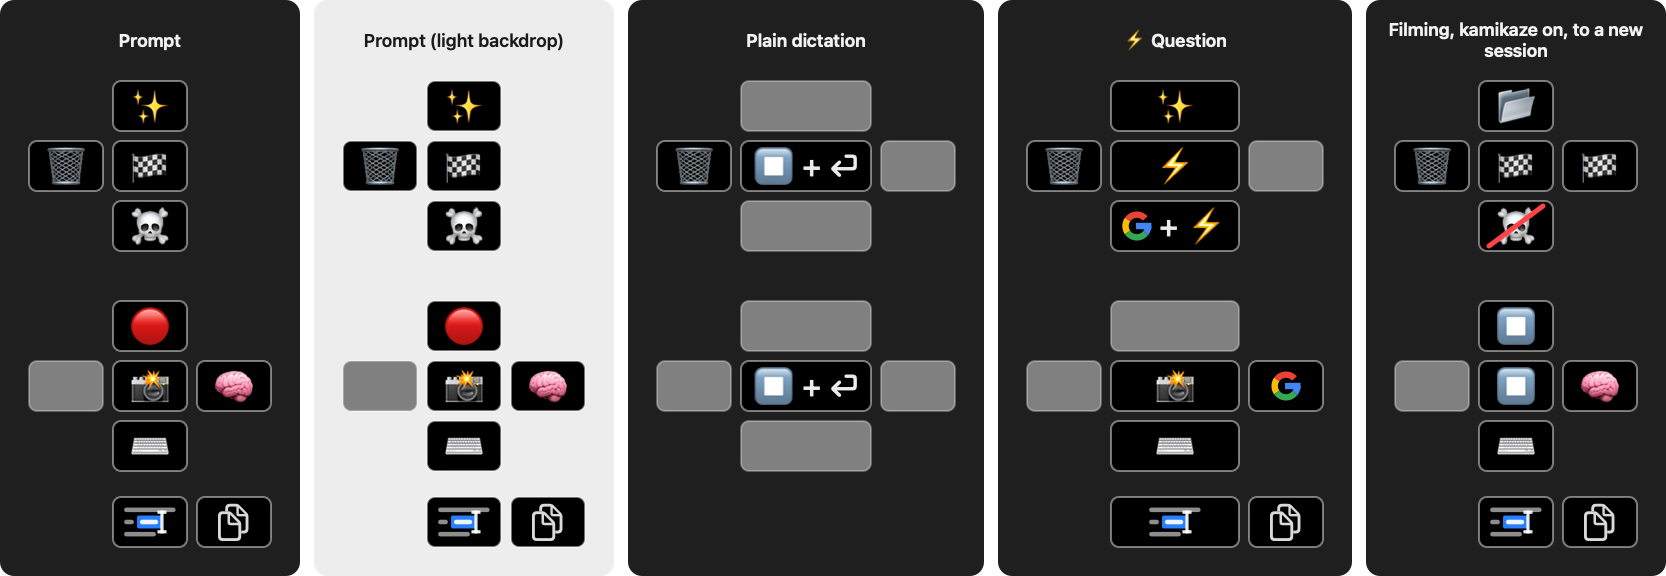 Prompt
Prompt (light backdrop)
Plain dictation
⚡ Question
Filming, kamikaze on, to a new
session
+
G+
+
G